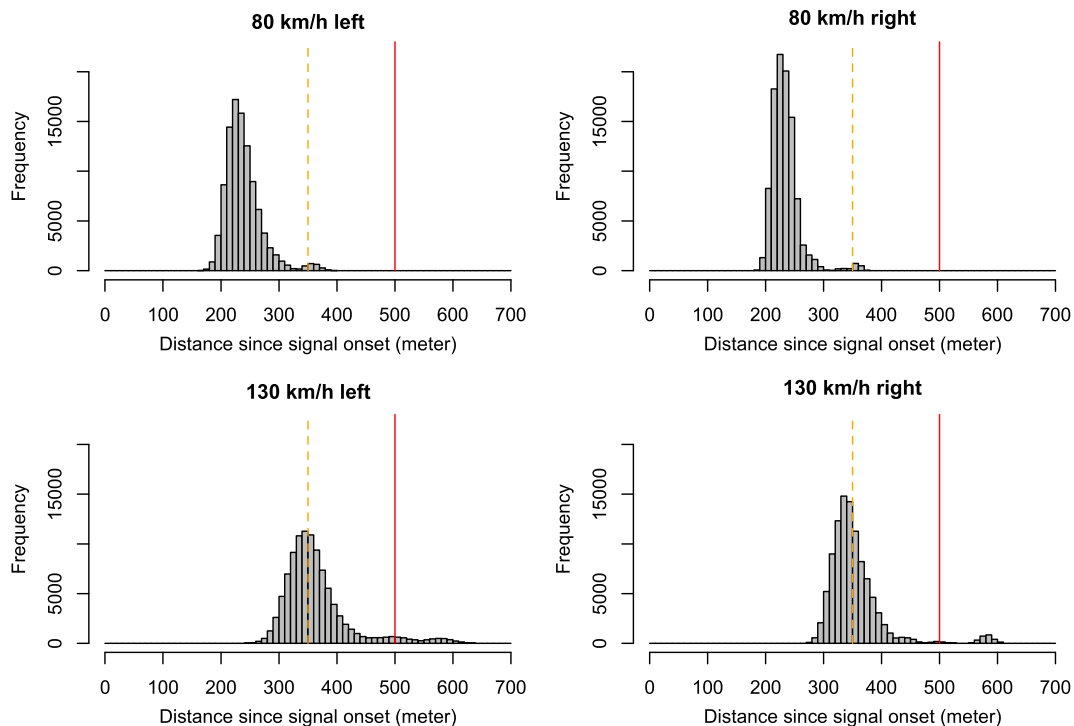 80 km/h left
Frequency
0 5000 15000
0 100 200 300 400 500 600 700
Distance since signal onset (meter)
80 km/h right
Frequency
0 5000 15000
0 100 200 300 400 500 600 700
Distance since signal onset (meter)
130 km/h left
Frequency
0 5000 15000
0 100 200 300 400 500 600 700
Distance since signal onset (meter)
130 km/h right
Frequency
0 5000 15000
0 100 200 300 400 500 600 700
Distance since signal onset (meter)